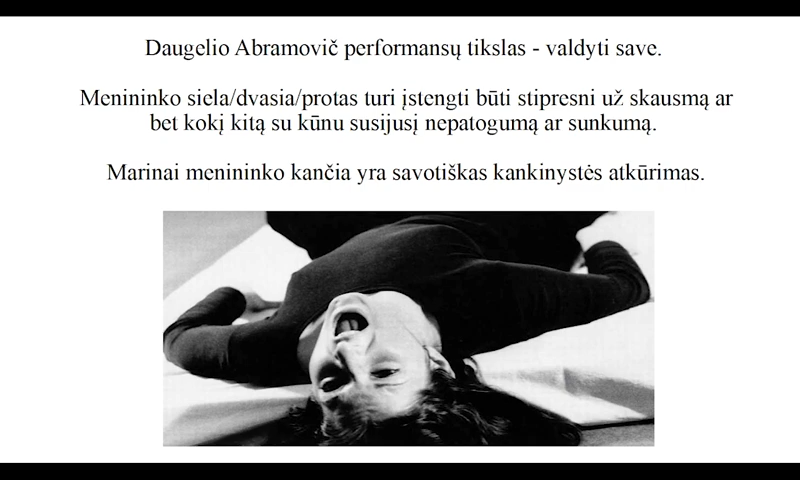 Daugelio Abramovič performansų tikslas - valdyti save.
Menininko siela/dvasia/protas turi įstengti būti stipresni už skausmą ar
bet kokį kitą su kūnu susijusį nepatogumą ar sunkumą.
Marinai menininko kančia yra savotiškas kankinystės atkūrimas.